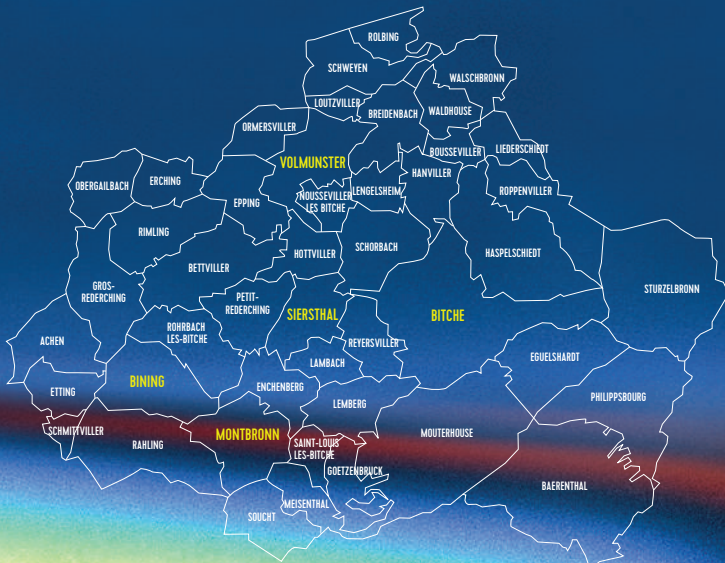 ROLBING
SCHWEYEN
WALSCHBRONN
LOUTZVILLER
BREIDENBACH
WALDHOUSE
ORMERSVILLER
BOUSSEVILLER
LIEDERSCHIEDT
VOLMUNSTER
HANVILLER
OBERGAILBACH
ERCHING
NOUSSEVILLER
LES BITCHE
LENGELSHEIM
ROPPENVILLER
EPPING
RIMLING
HOTTVILLER
SCHORBACH
HASPELSCHIEDT
BETTVILLER
GROS-
REDERCHING
STURZELBRONN
PETIT-
REDERCHING
SIERSTHAL
BITCHE
ROHRBACH
LES-BITCHE
ACHEN
REYERSVILLER
EGUELSHARDT
LAMBACH
BINING
ENCHENBERG
ETTING
PHILIPPSBOURG
LEMBERG
SCHMITTVILLER
MONTBRONN
MOUTERHOUSE
RAHLING
SAINT-LOUIS
LES-BITCHE
GOETZENBRUCK
BAERENTHAL
MEISENTHAL
SOUCHT